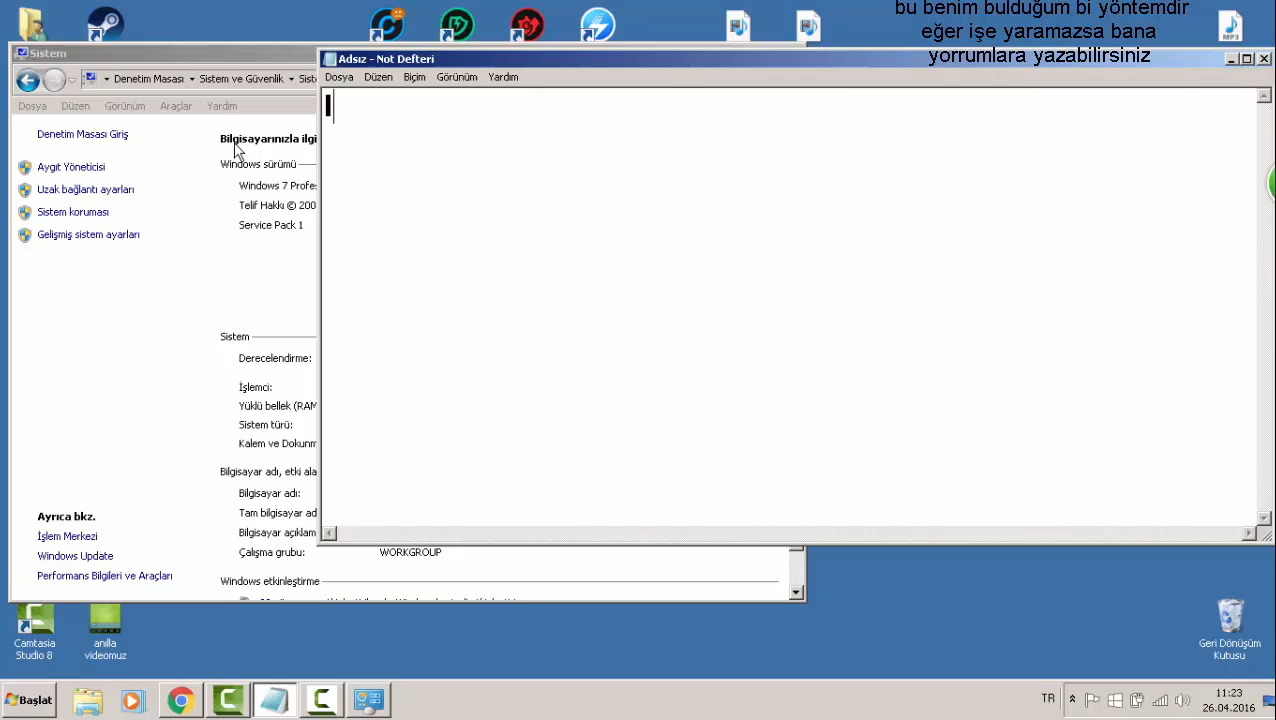 bu benim bulduğum bi yöntemdir
eğer işe yaramazsa bana
yorrumlara yazabilirsiniz
MP3
Sistem
Denetim Masası
Sistem ve Güvenlik
Dosya Düzen Görünüm Araçlar Yardım
Denetim Masası Giriş
Aygıt Yöneticisi
Uzak bağlantı ayarları
Sistem koruması
Gelişmiş sistem ayarları
Ayrıca bkz.
İşlem Merkezi
Windows Update
Performans Bilgileri ve Araçları
Bilgisayarınızla ilgi
Windows sürümü
Windows 7 Profes
Telif Hakkı © 200
Service Pack 1
Sistem
Derecelendirme:
İşlemci:
Yüklü bellek (RAM
Sistem türü:
Kalem ve Dokunm
Bilgisayar adı, etki ala
Bilgisayar adı:
Tam bilgisayar ad
Bilgisayar açıklam
Çalışma grubu: WORKGROUP
Windows etkinleştirme
Adsız - Not Defteri
Dosya Düzen Biçim Görünüm Yardım
Camtasia
Studio 8
anılla
videomuz
Geri Dönüşüm
Kutusu
Başlat
TR
11:23
26.04.2016